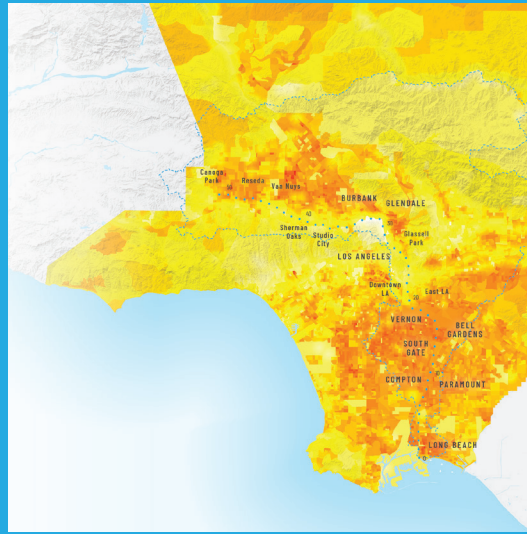 Canoga
Park
Reseda
Van Nuys
BURBANK
GLENDALE
Sherman
Oaks
Studio
City
Glassell
Park
LOS ANGELES
Downtown
LA
East LA
VERNON
BELL
GARDENS
SOUTH
GATE
COMPTON
PARAMOUNT
LONG BEACH